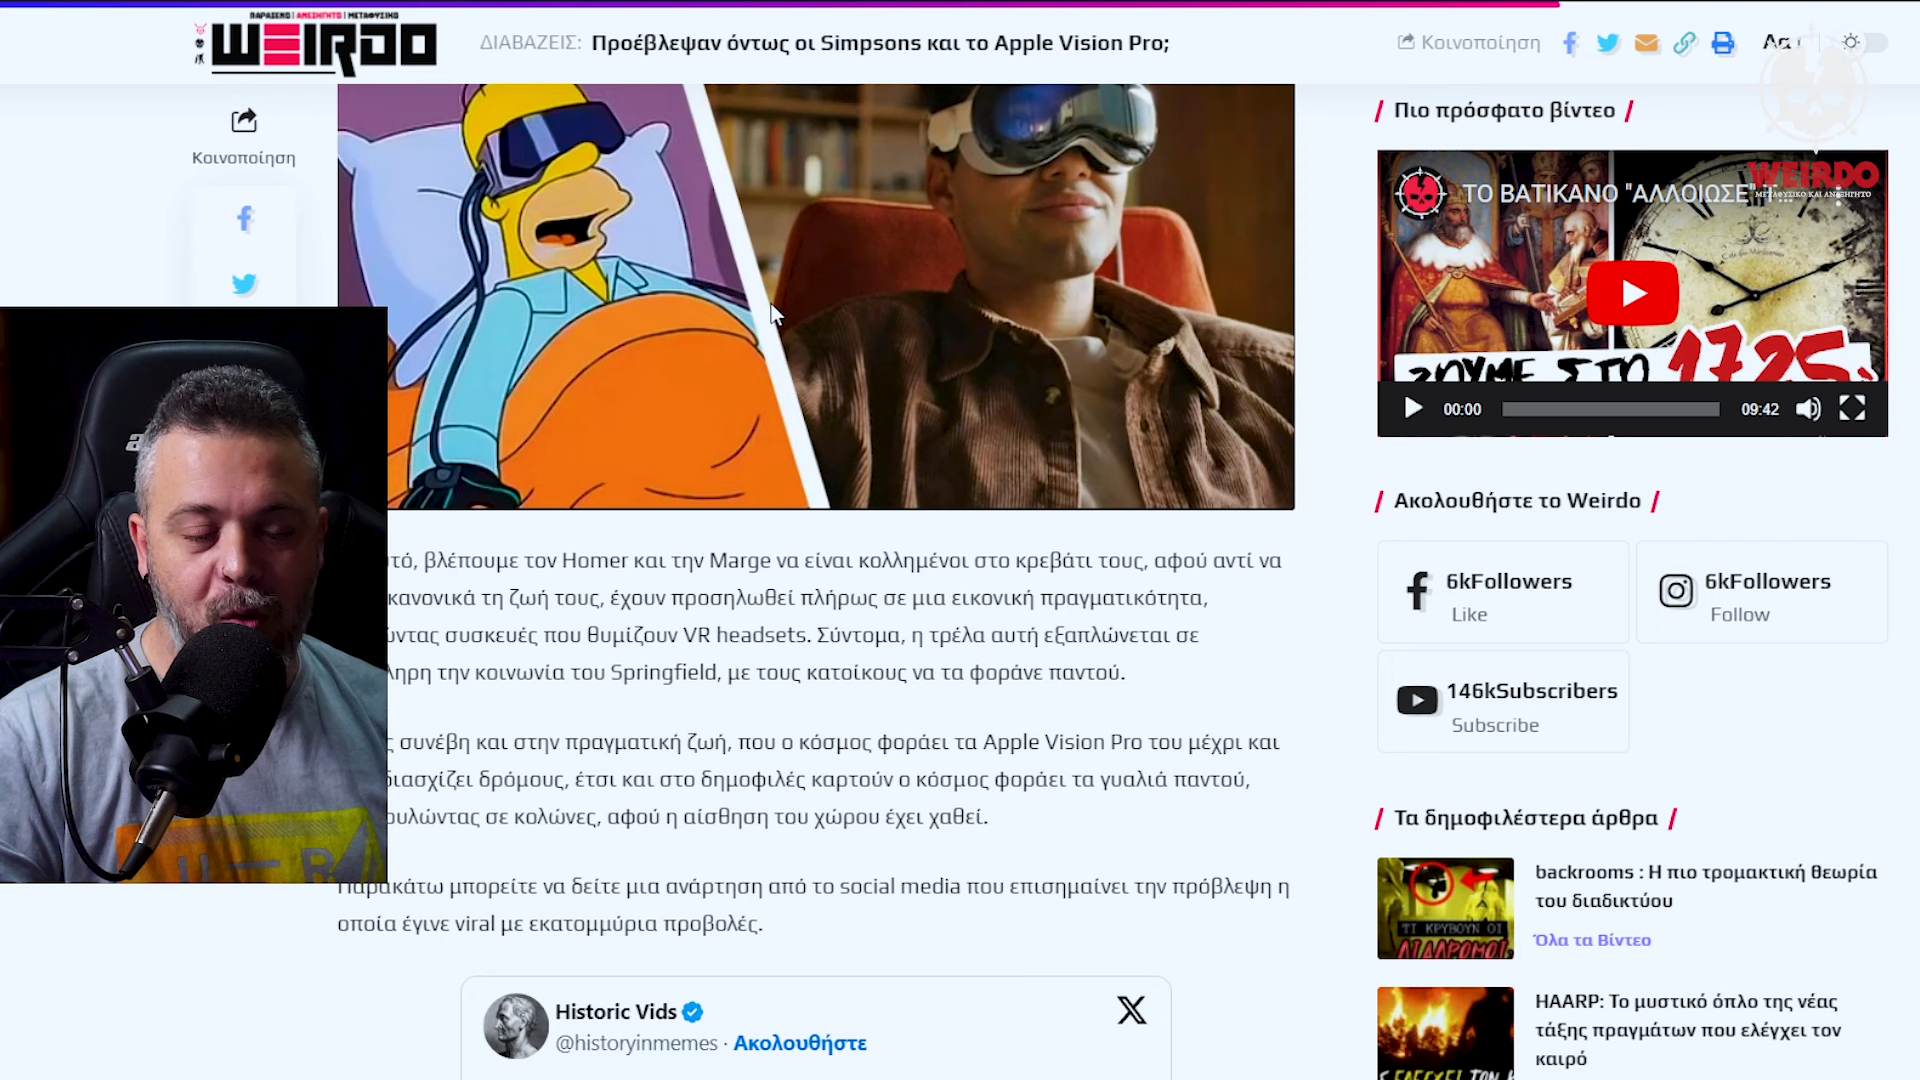 ΠΑΡΑΞΕΝΟ | ΑΝΕΞΗΓΗΤΟ | ΜΕΤΑΦΥΣΙΚΟ
WEIRDO
ΔΙΑΒΑΖΕΙΣ: Προέβλεψαν όντως οι Simpsons και το Apple Vision Pro;
Κοινοποίηση
Aα
Κοινοποίηση
τό, βλέπουμε τον Homer και την Marge να είναι κολλημένοι στο κρεβάτι τους, αφού αντί να
κανονικά τη ζωή τους, έχουν προσηλωθεί πλήρως σε μια εικονική πραγματικότητα,
ώντας συσκευές που θυμίζουν VR headsets. Σύντομα, η τρέλα αυτή εξαπλώνεται σε
ληρη την κοινωνία του Springfield, με τους κατοίκους να τα φοράνε παντού.
ς συνέβη και στην πραγματική ζωή, που ο κόσμος φοράει τα Apple Vision Pro του μέχρι και
διασχίζει δρόμους, έτσι και στο δημοφιλές καρτούν ο κόσμος φοράει τα γυαλιά παντού,
ουλώντας σε κολώνες, αφού η αίσθηση του χώρου έχει χαθεί.
Παρακάτω μπορείτε να δείτε μια ανάρτηση από το social media που επισημαίνει την πρόβλεψη η
οποία έγινε viral με εκατομμύρια προβολές.
Historic Vids
@historyinmemes · Ακολουθήστε
Πιο πρόσφατο βίντεο
WEIRDO
ΜΕΤΑΦΥΣΙΚΟ ΚΑΙ ΑΝΕΞΗΓΗΤΟ
ΤΟ ΒΑΤΙΚΑΝΟ "ΑΛΛΟΙΩΣΕ"
ΖΟΥΜΕ ΣΤΟ 1725;
00:00
09:42
Ακολουθήστε το Weirdo
6kFollowers
Like
6kFollowers
Follow
146kSubscribers
Subscribe
Τα δημοφιλέστερα άρθρα
ΤΙ ΚΡΥΒΟΥΝ ΟΙ
ΔΙΑΔΡΟΜΟΙ
backrooms : Η πιο τρομακτική θεωρία
του διαδικτύου
Όλα τα Βίντεο
HAARP: Το μυστικό όπλο της νέας
τάξης πραγμάτων που ελέγχει τον
καιρό